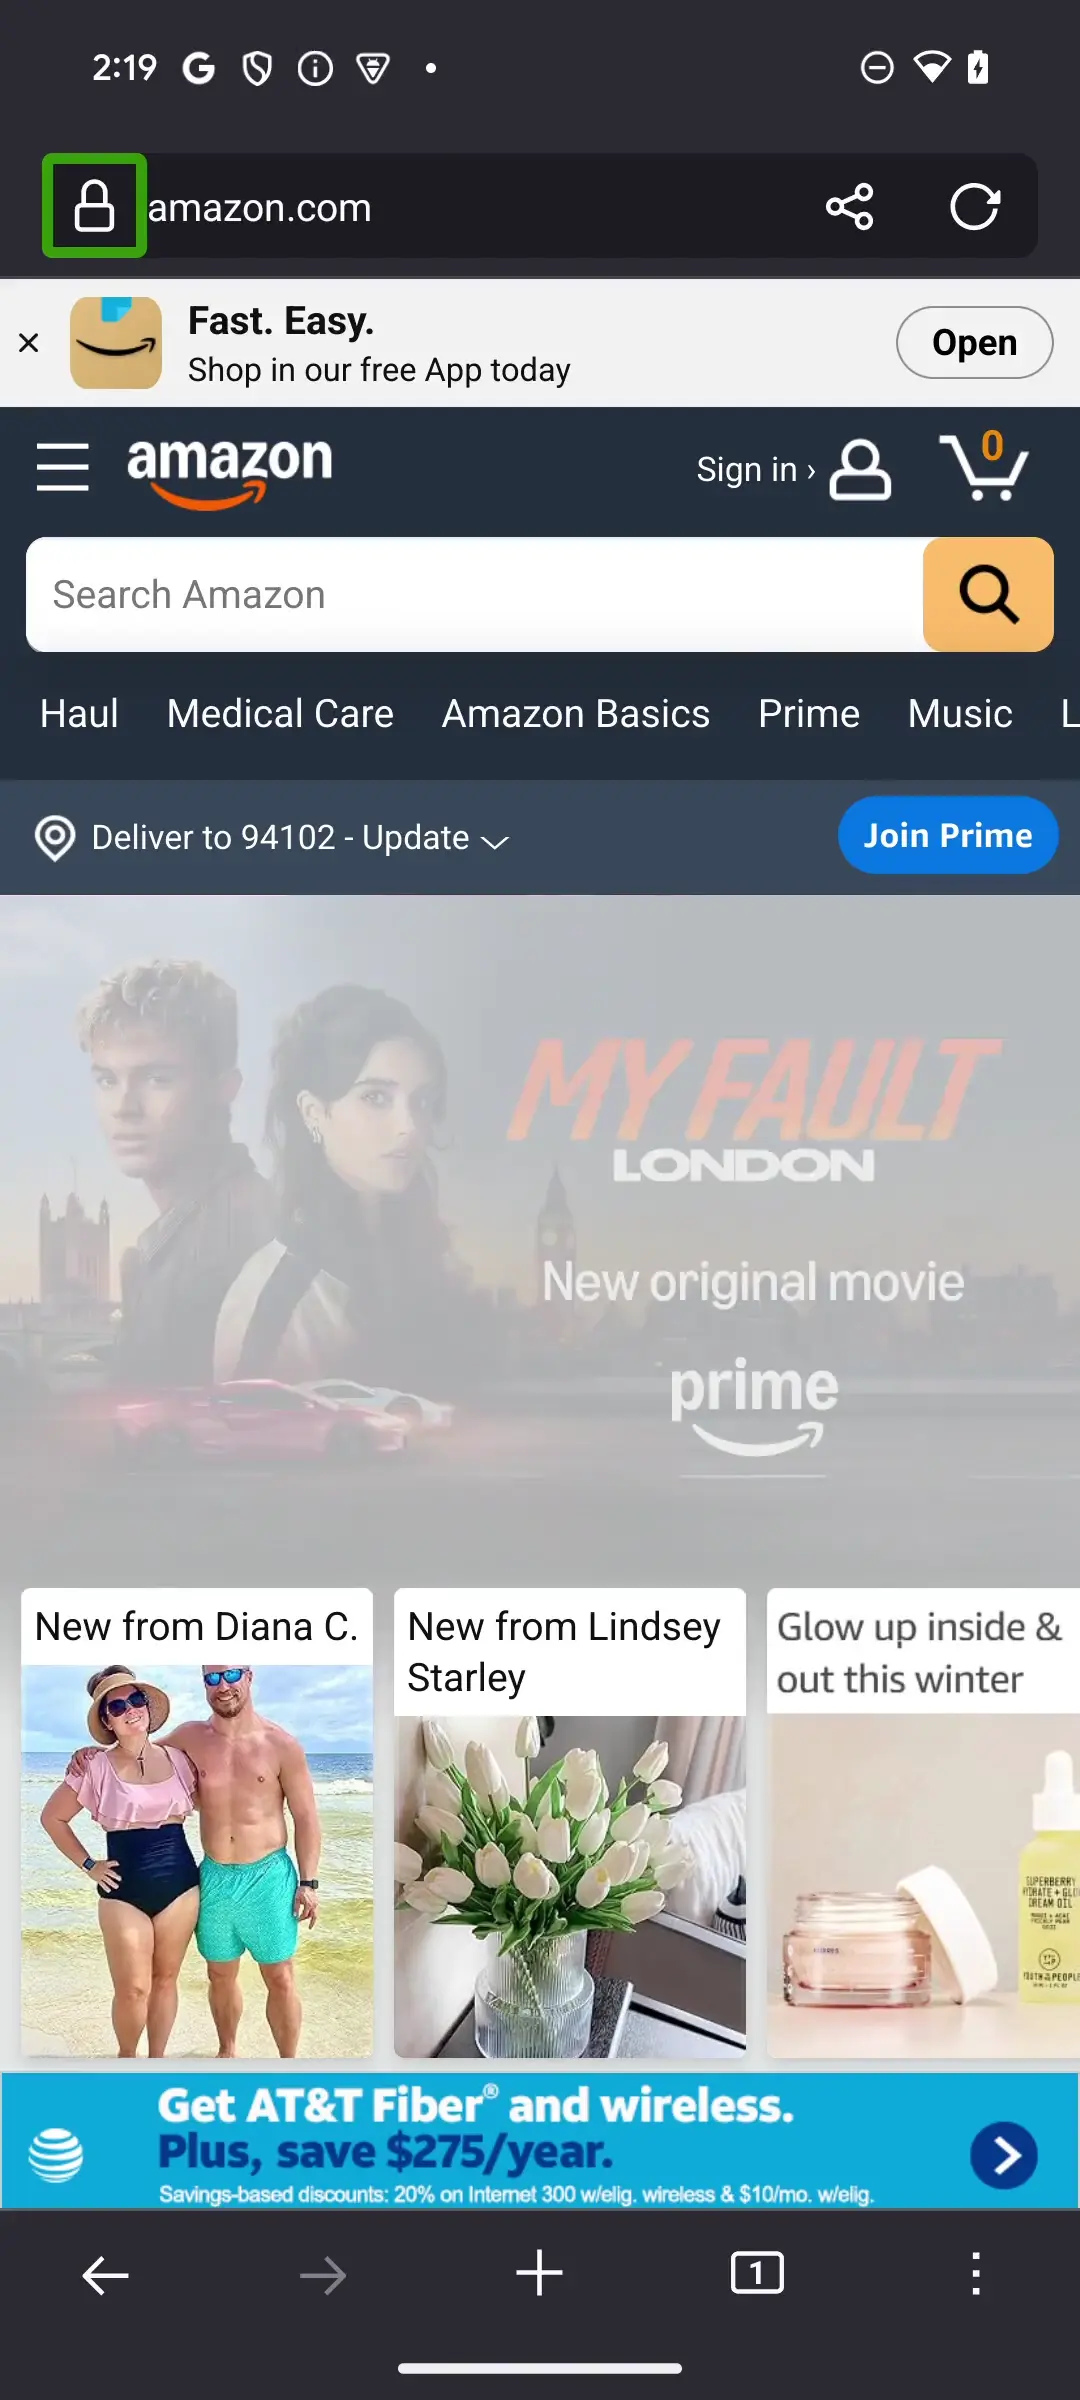 2:19
amazon.com
Fast. Easy.
Shop in our free App today
Open
amazon
Sign in ›
0
Search Amazon
Haul Medical Care Amazon Basics Prime Music L
Deliver to 94102 - Update
Join Prime
MY FAULT
LONDON
New original movie
prime
New from Diana C.
New from Lindsey
Starley
Glow up inside &
out this winter
SUPERBERRY
HYDRATE + GLO
DREAM OIL
YOUTH TO THE PEOPLE
Get AT&T Fiber® and wireless.
Plus, save $275/year.
Savings-based discounts: 20% on Internet 300 w/elig. wireless & $10/mo. w/elig.
1